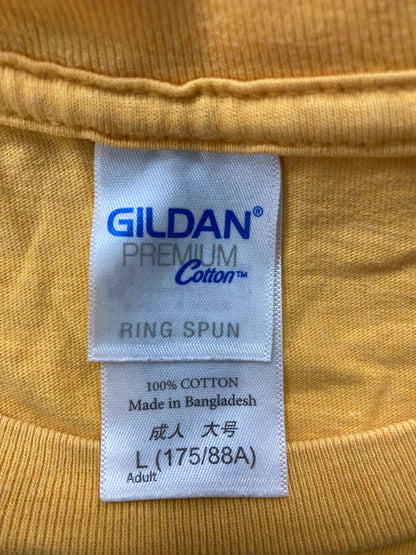 GILDAN®
PREMIUM
Cotton™
RING SPUN
100% COTTON
Made in Bangladesh
成人 大号
L (175/88A)
Adult